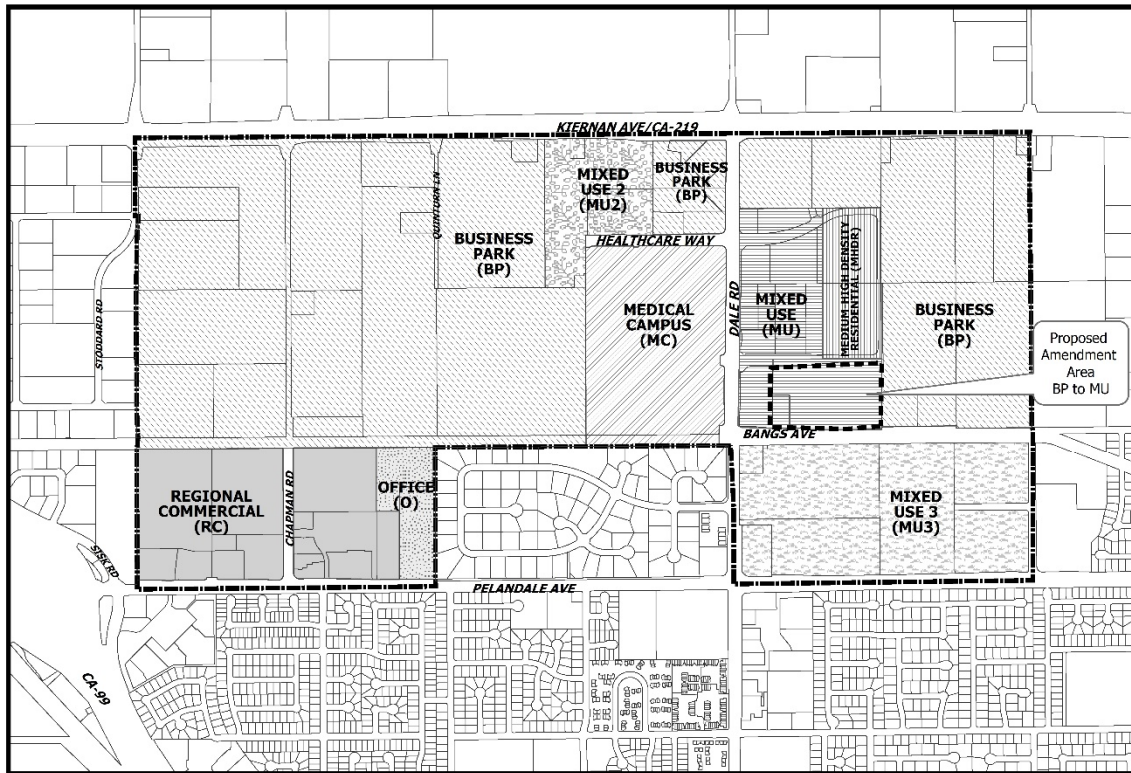 KIERNAN AVE/CA-219
MIXED
USE 2
(MU2)
BUSINESS
PARK
(BP)
QUINTURN LN
BUSINESS
PARK
(BP)
HEALTHCARE WAY
STODDARD RD
MEDICAL
CAMPUS
(MC)
DALE RD
MIXED
USE
(MU)
MEDIUM HIGH DENSITY
RESIDENTIAL (MHDR)
BUSINESS
PARK
(BP)
Proposed
Amendment
Area
BP to MU
BANGS AVE
REGIONAL
COMMERCIAL
(RC)
CHAPMAN RD
OFFICE
(O)
MIXED
USE 3
(MU3)
SISK RD
PELANDALE AVE
CA-99